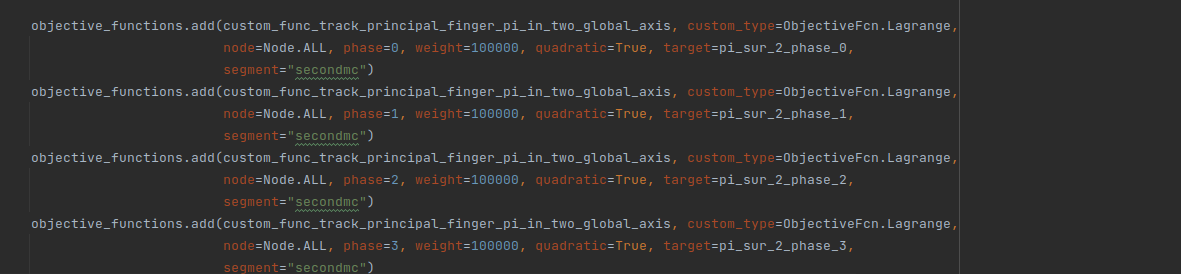 objective_functions.add(custom_func_track_principal_finger_pi_in_two_global_axis, custom_type=ObjectiveFcn.Lagrange,
node=Node.ALL, phase=0, weight=100000, quadratic=True, target=pi_sur_2_phase_0,
segment="secondmc")
objective_functions.add(custom_func_track_principal_finger_pi_in_two_global_axis, custom_type=ObjectiveFcn.Lagrange,
node=Node.ALL, phase=1, weight=100000, quadratic=True, target=pi_sur_2_phase_1,
segment="secondmc")
objective_functions.add(custom_func_track_principal_finger_pi_in_two_global_axis, custom_type=ObjectiveFcn.Lagrange,
node=Node.ALL, phase=2, weight=100000, quadratic=True, target=pi_sur_2_phase_2,
segment="secondmc")
objective_functions.add(custom_func_track_principal_finger_pi_in_two_global_axis, custom_type=ObjectiveFcn.Lagrange,
node=Node.ALL, phase=3, weight=100000, quadratic=True, target=pi_sur_2_phase_3,
segment="secondmc")